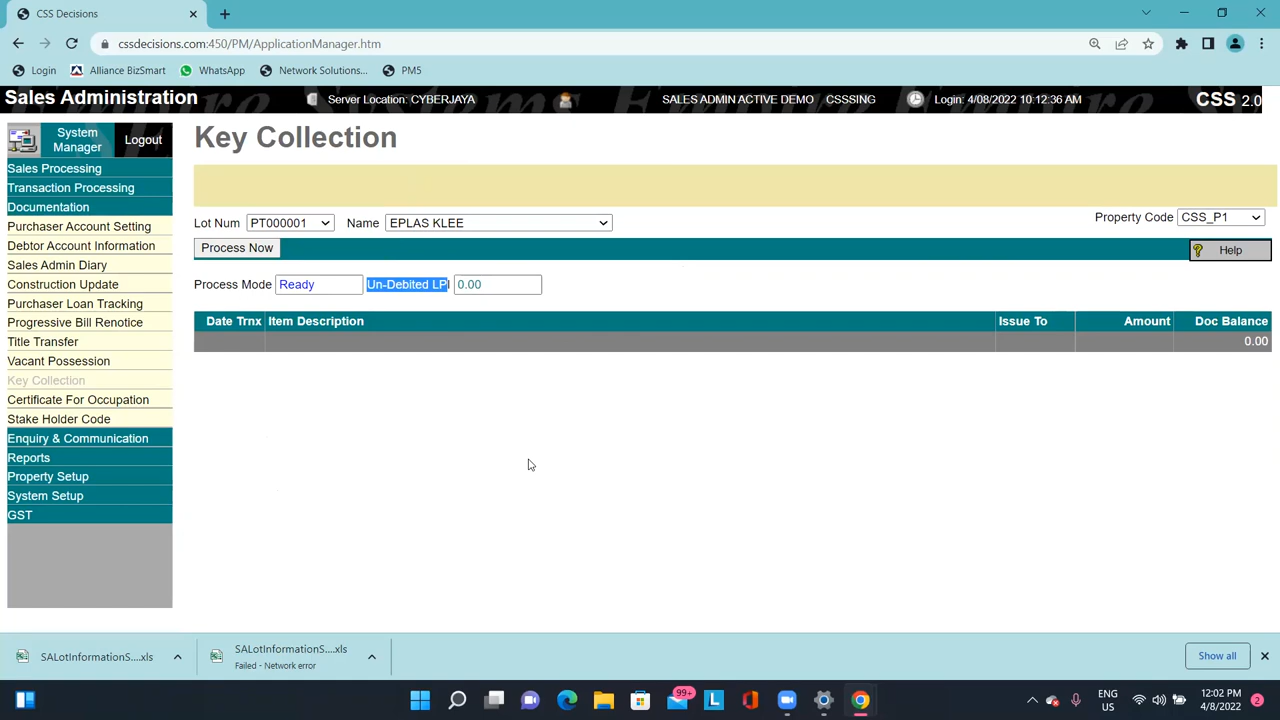 CSS Decisions
cssdecisions.com:450/PM/ApplicationManager.htm
Login
Alliance BizSmart
WhatsApp
Network Solutions...
PM5
Sales Administration
Server Location: CYBERJAYA
SALES ADMIN ACTIVE DEMO CSSSING
Login: 4/08/2022 10:12:36 AM
CSS 2.0
System Manager
Logout
Key Collection
Sales Processing
Transaction Processing
Documentation
Purchaser Account Setting
Debtor Account Information
Sales Admin Diary
Construction Update
Purchaser Loan Tracking
Progressive Bill Renotice
Title Transfer
Vacant Possession
Key Collection
Certificate For Occupation
Stake Holder Code
Enquiry & Communication
Reports
Property Setup
System Setup
GST
Lot Num PT000001 Name EPLAS KLEE
Property Code CSS_P1
Process Now
Help
Process Mode Ready Un-Debited LPI 0.00
Date Trnx Item Description Issue To Amount Doc Balance
0.00
SALotInformationS....xls
SALotInformationS....xls
Failed - Network error
Show all
99+
ENG
US
12:02 PM
4/8/2022
2